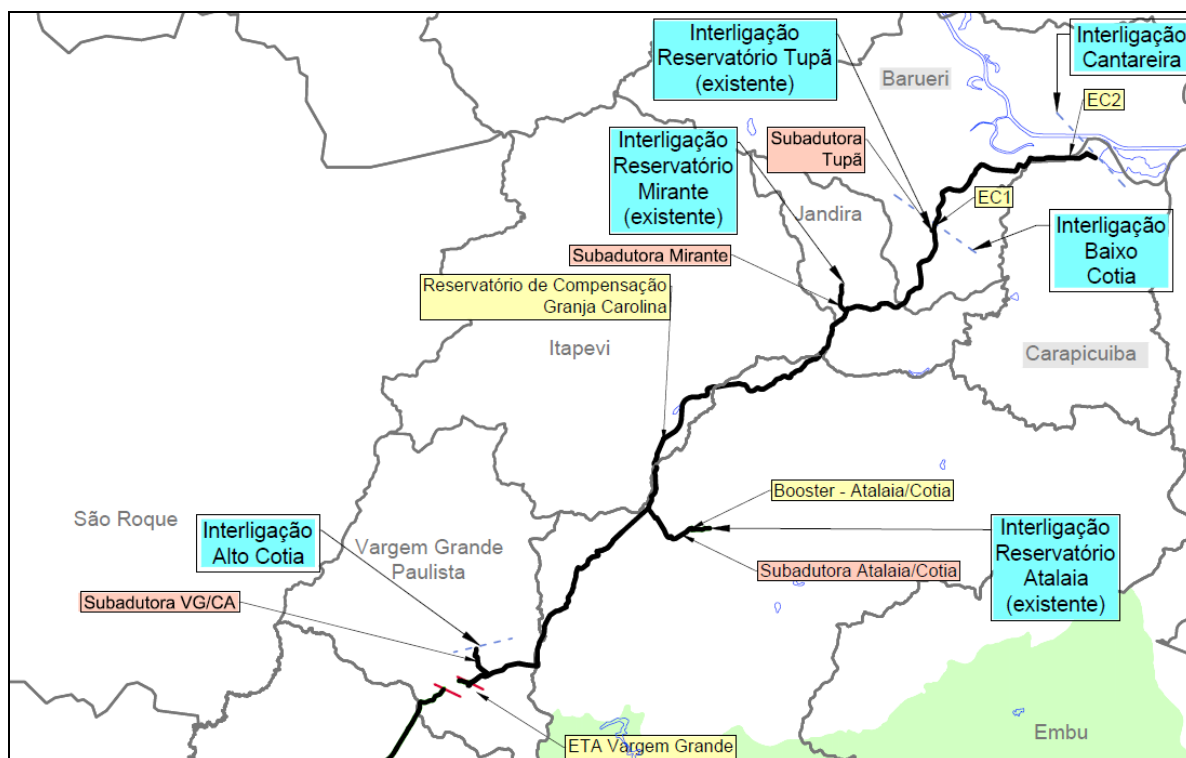 Interligação
Reservatório Tupã
(existente)
Interligação
Cantareira
Barueri
EC2
Subadutora
Tupã
Interligação
Reservatório
Mirante
(existente)
Jandira
EC1
Interligação
Baixo
Cotia
Subadutora Mirante
Reservatório de Compensação
Granja Carolina
Itapevi
Carapicuiba
Booster - Atalaia/Cotia
São Roque
Interligação
Alto Cotia
Vargem Grande
Paulista
Interligação
Reservatório
Atalaia
(existente)
Subadutora Atalaia/Cotia
Subadutora VG/CA
ETA Vargem Grande
Embu